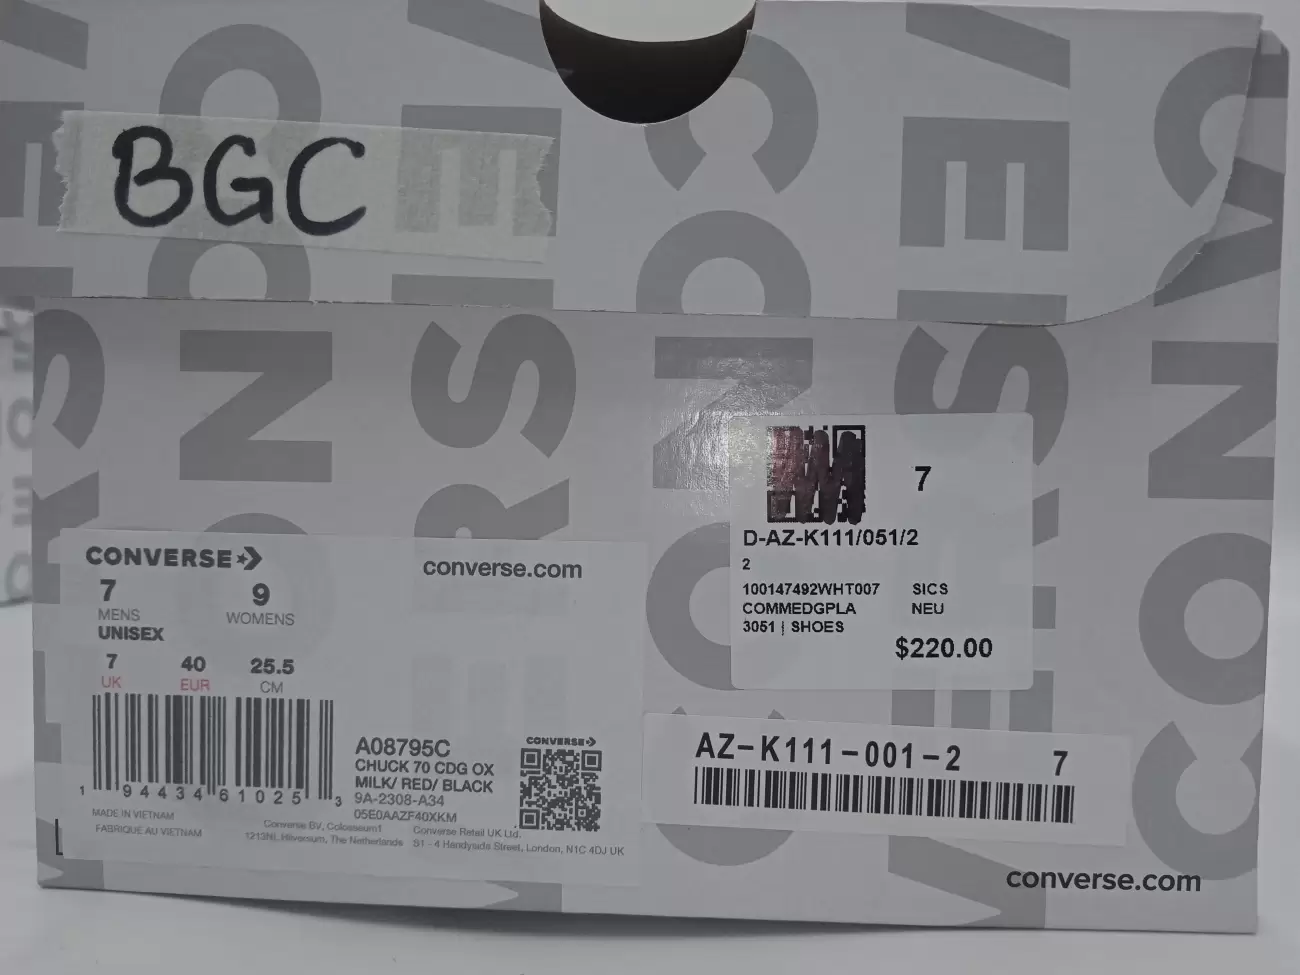 BGC
CONVERSE
converse.com
7 9
MENS WOMENS
UNISEX
7 40 25.5
UK EUR CM
1 94434 61025 3
A08795C
CHUCK 70 CDG OX
MILK/ RED/ BLACK
9A-2308-A34
05E0AAZF40XKM
CONVERSE
MADE IN VIETNAM
FABRIQUE AU VIETNAM
Converse BV, Colosseum1
1213NL Hilversum, The Netherlands
Converse Retail UK Ltd.
S1 - 4 Handyside Street, London, N1C 4DJ UK
7
D-AZ-K111/051/2
2
100147492WHT007 SICS
COMMEDGPLA NEU
3051 | SHOES
$220.00
AZ-K111-001-2 7
converse.com